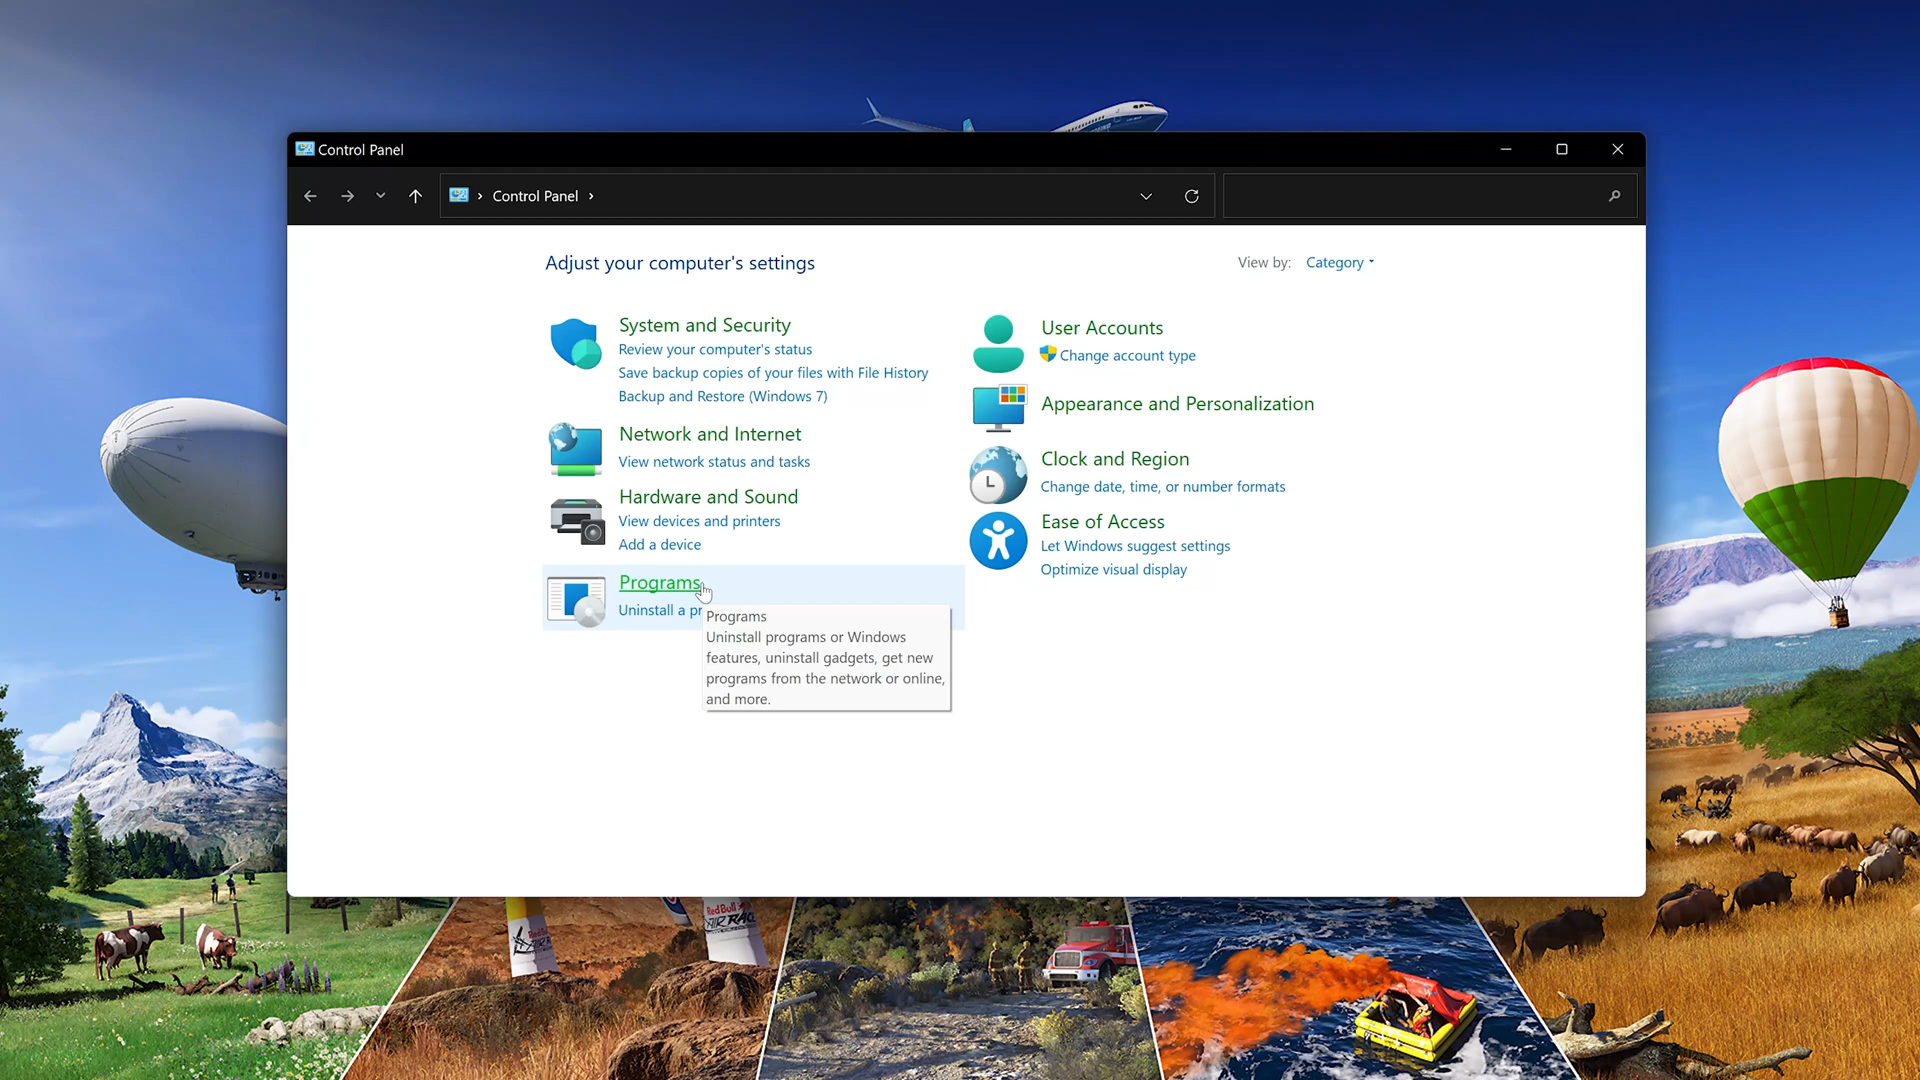 Control Panel
Control Panel
Adjust your computer's settings
View by: Category
System and Security
Review your computer's status
Save backup copies of your files with File History
Backup and Restore (Windows 7)
Network and Internet
View network status and tasks
Hardware and Sound
View devices and printers
Add a device
Programs
Uninstall a pr
Programs
Uninstall programs or Windows
features, uninstall gadgets, get new
programs from the network or online,
and more.
User Accounts
Change account type
Appearance and Personalization
Clock and Region
Change date, time, or number formats
Ease of Access
Let Windows suggest settings
Optimize visual display
Red Bull
AIR RACE